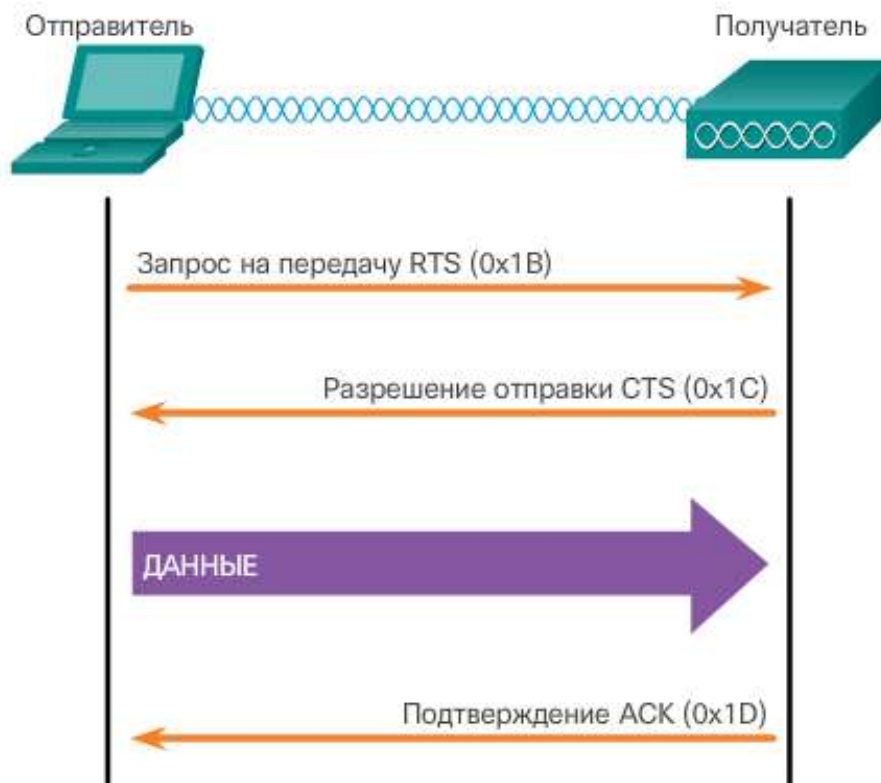 Отправитель
Получатель
Запрос на передачу RTS (0x1B)
Разрешение отправки CTS (0x1C)
ДАННЫЕ
Подтверждение ACK (0x1D)